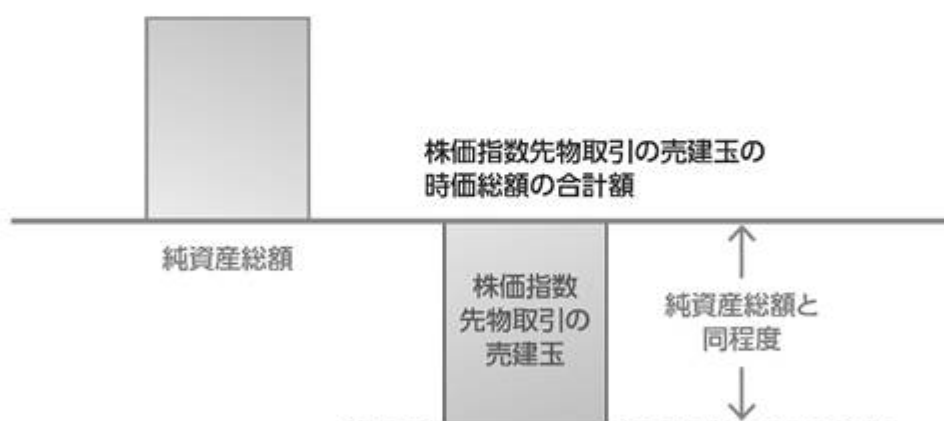 株価指数先物取引の売建玉の
時価総額の合計額
純資産総額
株価指数
先物取引の
売建玉
純資産総額と
同程度